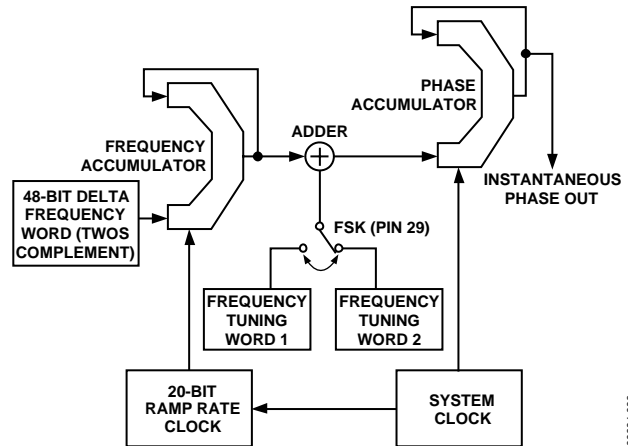 PHASE
ACCUMULATOR
ADDER
FREQUENCY
ACCUMULATOR
INSTANTANEOUS
PHASE OUT
48-BIT DELTA
FREQUENCY
WORD (TWOS
COMPLEMENT)
FSK (PIN 29)
FREQUENCY
TUNING
WORD 1
FREQUENCY
TUNING
WORD 2
20-BIT
RAMP RATE
CLOCK
SYSTEM
CLOCK